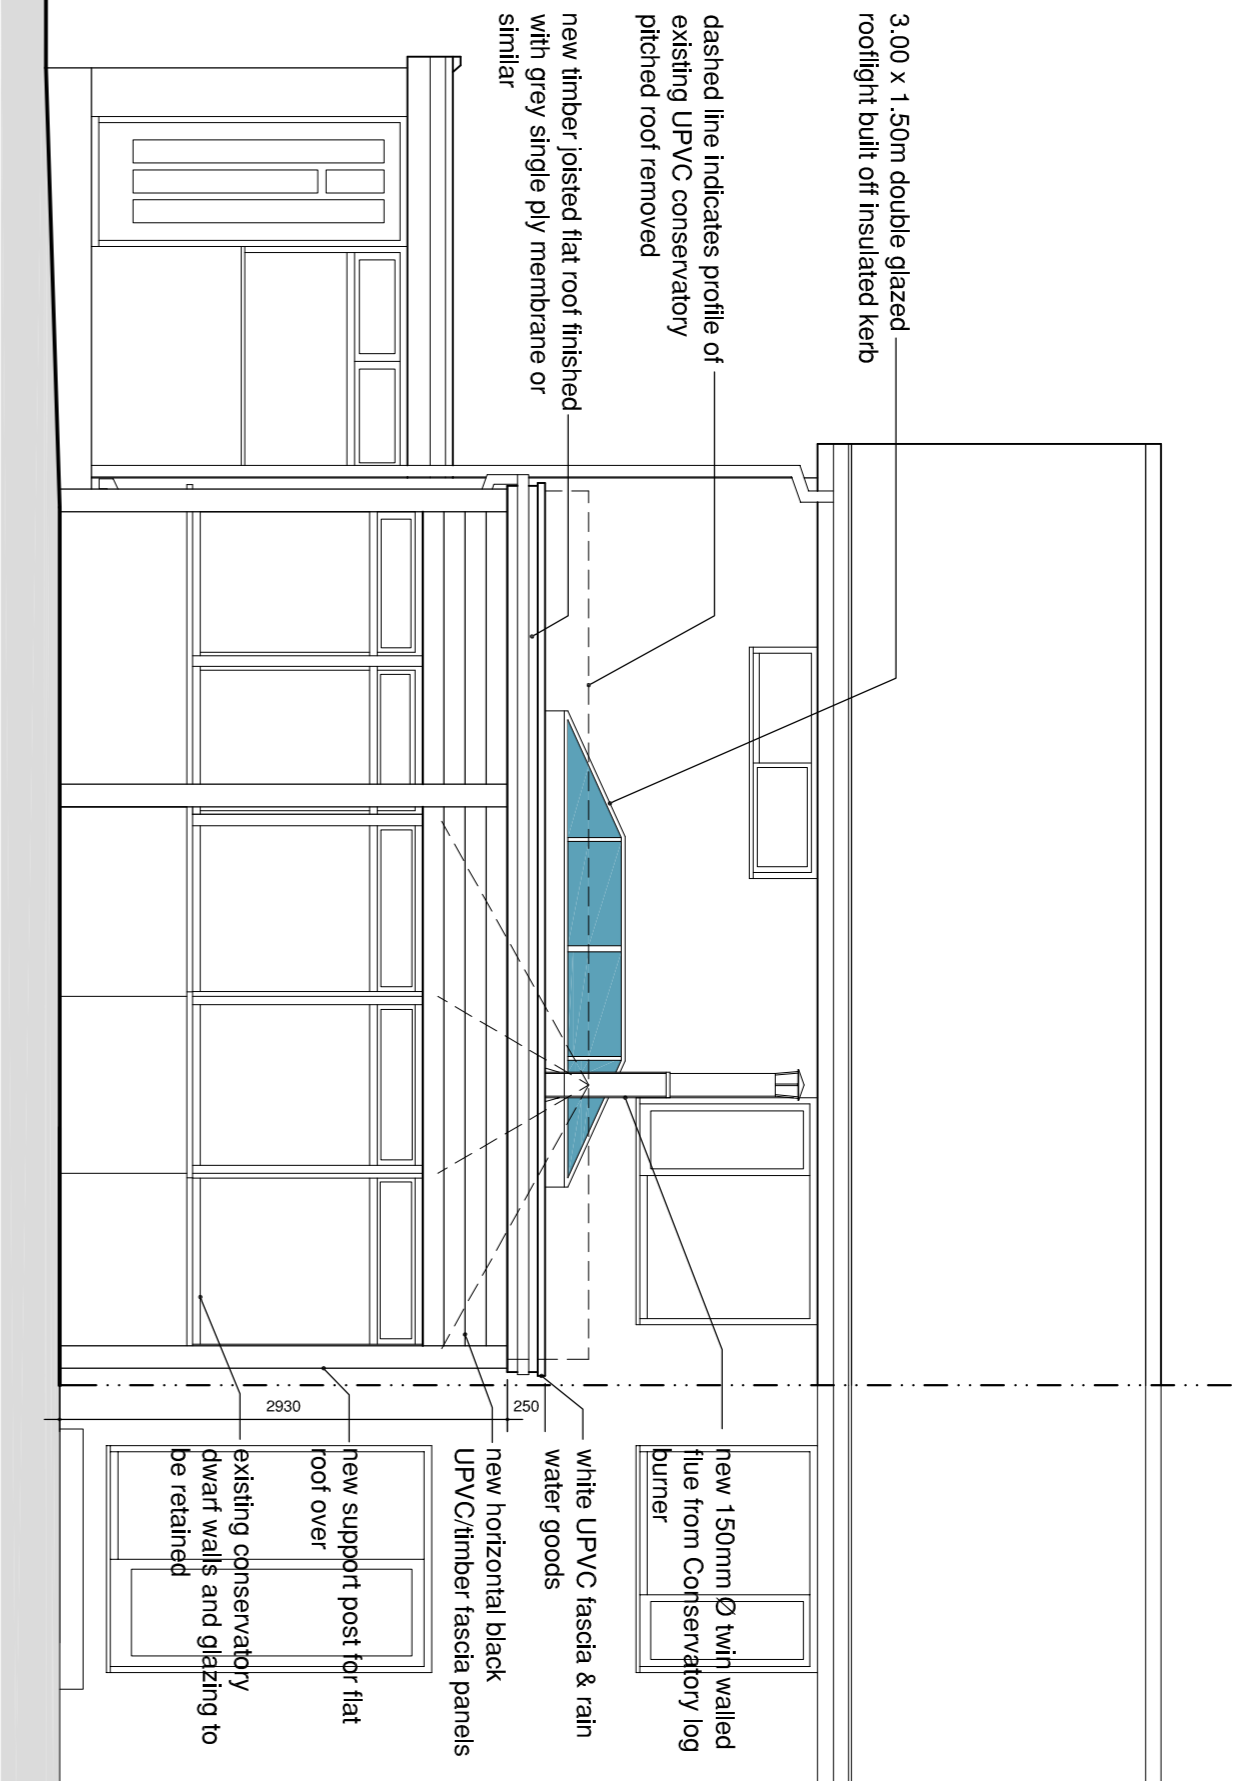 3.00 x 1.50m double glazed
rooflight built off insulated kerb
dashed line indicates profile of
existing UPVC conservatory
pitched roof removed
new timber joisted flat roof finished
with grey single ply membrane or
similar
new 150mm Ø twin walled
flue from Conservatory log
burner
white UPVC fascia & rain
water goods
new horizontal black
UPVC/timber fascia panels
new support post for flat
roof over
existing conservatory
dwarf walls and glazing to
be retained
250
2930